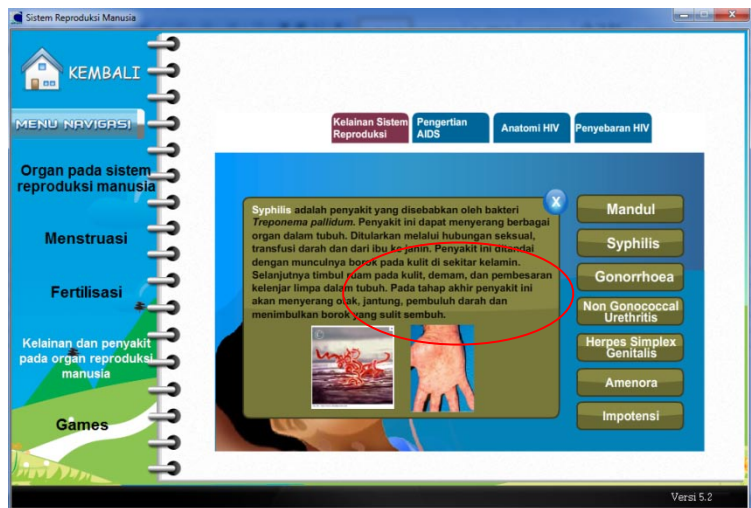 Sistem Reproduksi Manusia
KEMBALI
MENU NAVIGASI
Organ pada sistem
reproduksi manusia
Menstruasi
Fertilisasi
Kelainan dan penyakit
pada organ reproduksi
manusia
Games
Kelainan Sistem
Reproduksi
Pengertian
AIDS
Anatomi HIV
Penyebaran HIV
X
Syphilis adalah penyakit yang disebabkan oleh bakteri
Treponema pallidum. Penyakit ini dapat menyerang berbagai
organ dalam tubuh. Ditularkan melalui hubungan seksual,
transfusi darah dan dari ibu ke janin. Penyakit ini ditandai
dengan munculnya borok pada kulit di sekitar kelamin.
Selanjutnya timbul ruam pada kulit, demam, dan pembesaran
kelenjar limpa dalam tubuh. Pada tahap akhir penyakit ini
akan menyerang otak, jantung, pembuluh darah dan
menimbulkan borok yang sulit sembuh.
Mandul
Syphilis
Gonorrhoea
Non Gonococcal
Urethritis
Herpes Simplex
Genitalis
Amenora
Impotensi
Versi 5.2